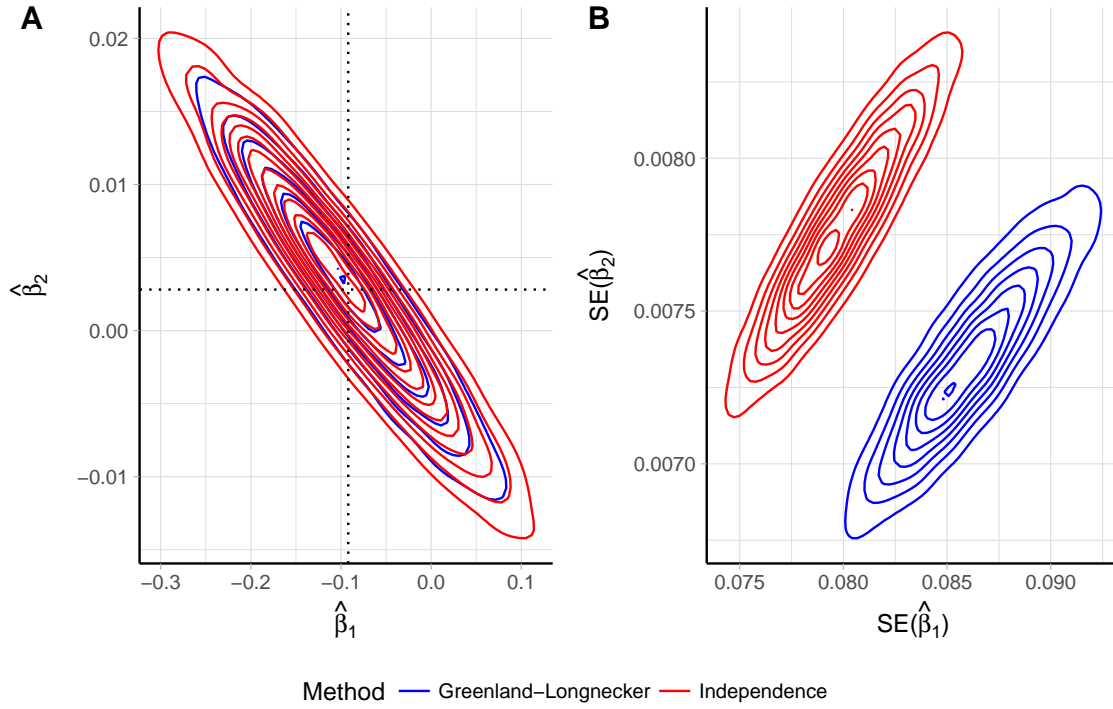 A
0.02
0.01
0.00
−0.01
β̂₂
−0.3
−0.2
−0.1
0.0
0.1
β̂₁
B
0.0080
0.0075
0.0070
SE(β̂₂)
0.075
0.080
0.085
0.090
SE(β̂₁)
Method Greenland−Longnecker Independence